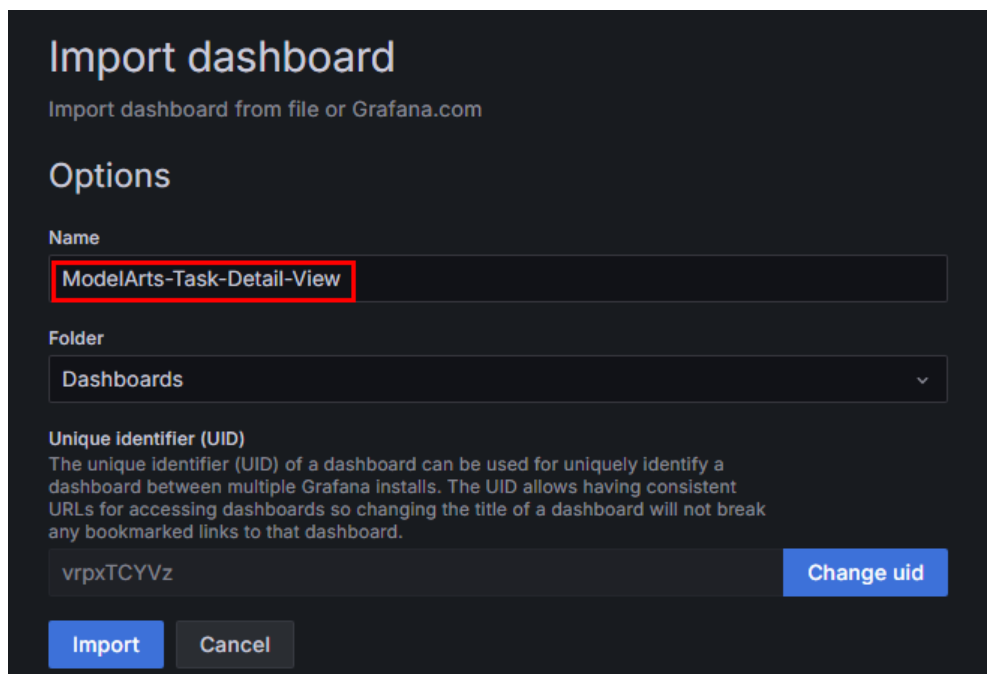 Import dashboard
Import dashboard from file or Grafana.com
Options
Name
ModelArts-Task-Detail-View
Folder
Dashboards
Unique identifier (UID)
The unique identifier (UID) of a dashboard can be used for uniquely identify a
dashboard between multiple Grafana installs. The UID allows having consistent
URLs for accessing dashboards so changing the title of a dashboard will not break
any bookmarked links to that dashboard.
vrpxTCYVz
Change uid
Import
Cancel